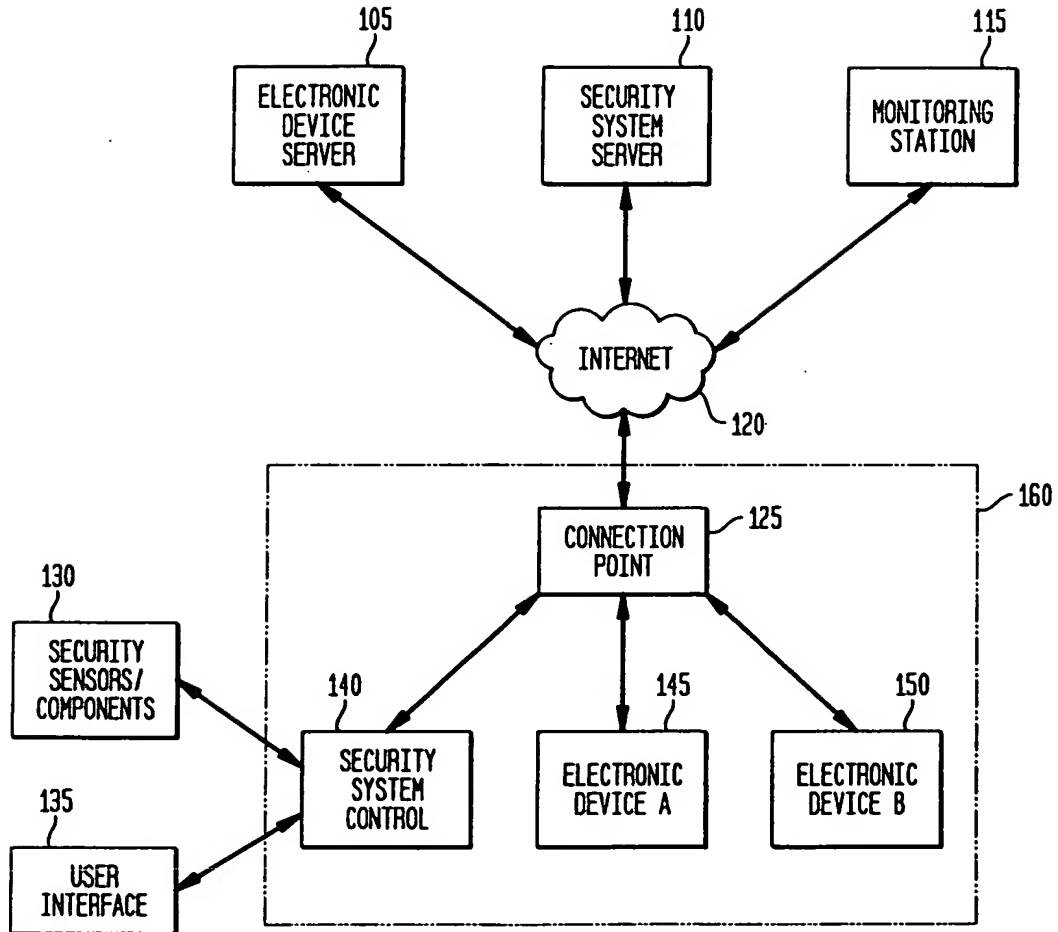 105
110
115
ELECTRONIC
DEVICE
SERVER
SECURITY
SYSTEM
SERVER
MONITORING
STATION
INTERNET
120
160
CONNECTION
POINT
125
130
SECURITY
SENSORS/
COMPONENTS
140
SECURITY
SYSTEM
CONTROL
145
ELECTRONIC
DEVICE A
150
ELECTRONIC
DEVICE B
135
USER
INTERFACE